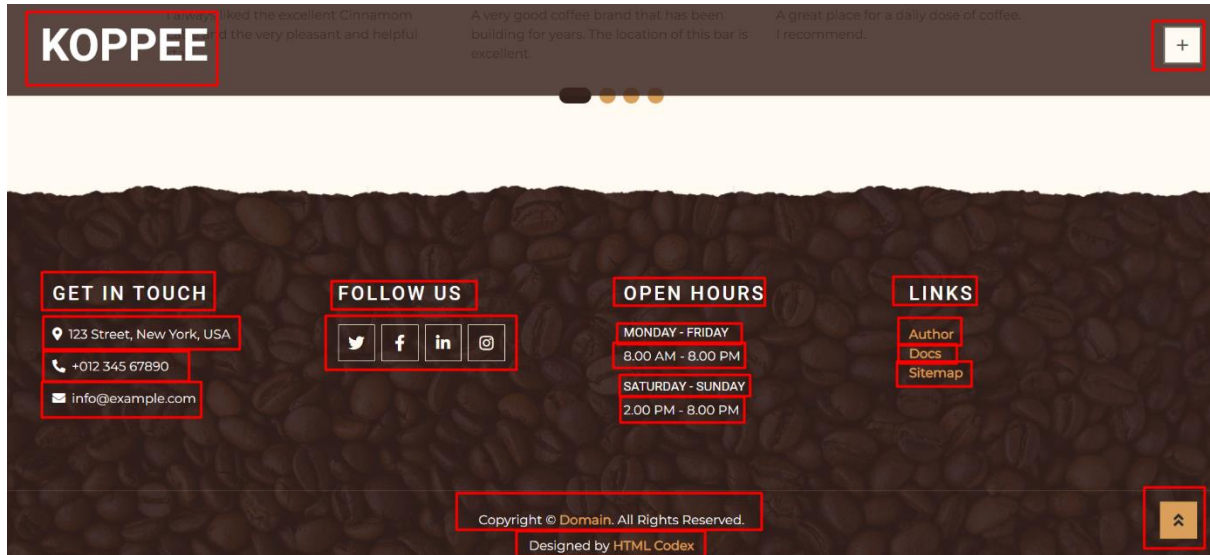 I always liked the excellent Cinnamom
and the very pleasant and helpful
A very good coffee brand that has been
building for years. The location of this bar is
excellent.
A great place for a daily dose of coffee.
I recommend.
KOPPEE
+
GET IN TOUCH
123 Street, New York, USA
+012 345 67890
info@example.com
FOLLOW US
OPEN HOURS
MONDAY - FRIDAY
8.00 AM - 8.00 PM
SATURDAY - SUNDAY
2.00 PM - 8.00 PM
LINKS
Author
Docs
Sitemap
Copyright © Domain. All Rights Reserved.
Designed by HTML Codex